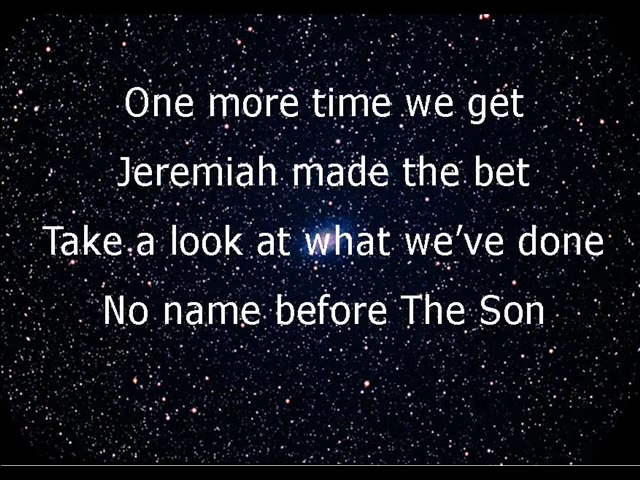 One more time we get
Jeremiah made the bet
Take a look at what we’ve done
No name before The Son